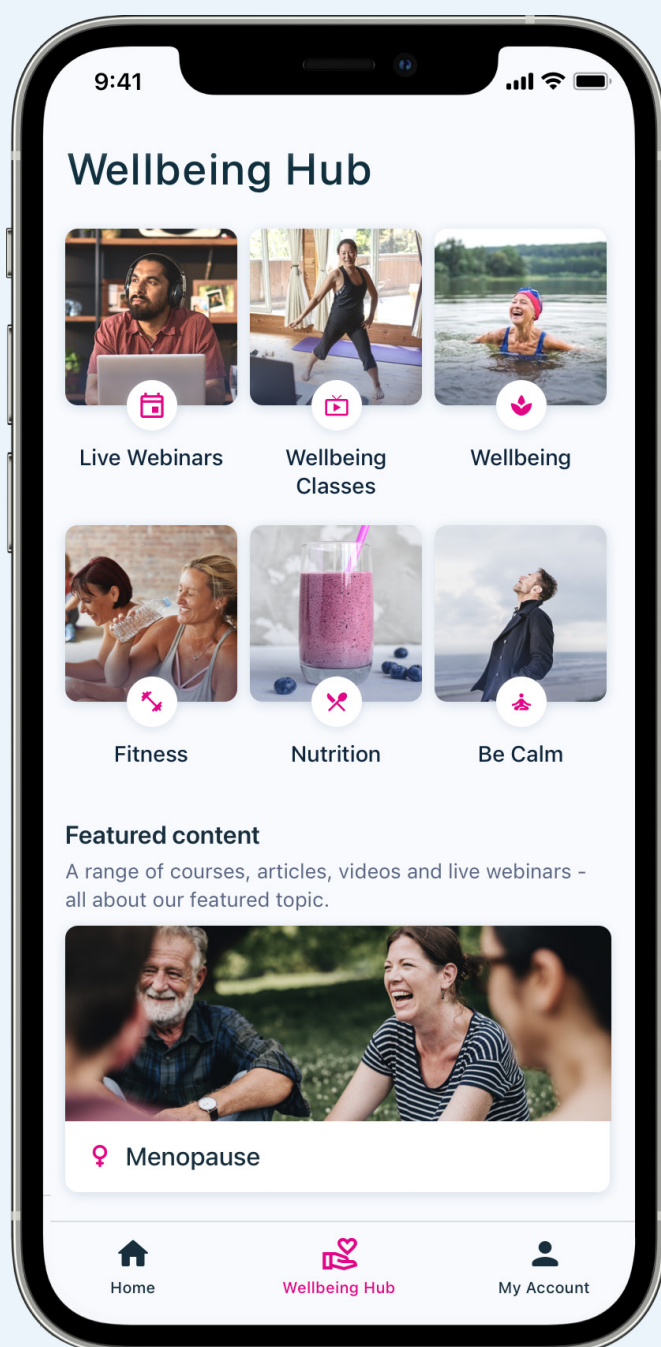 9:41
Wellbeing Hub
Live Webinars
Wellbeing
Classes
Wellbeing
Fitness
Nutrition
Be Calm
Featured content
A range of courses, articles, videos and live webinars -
all about our featured topic.
Menopause
Home
Wellbeing Hub
My Account